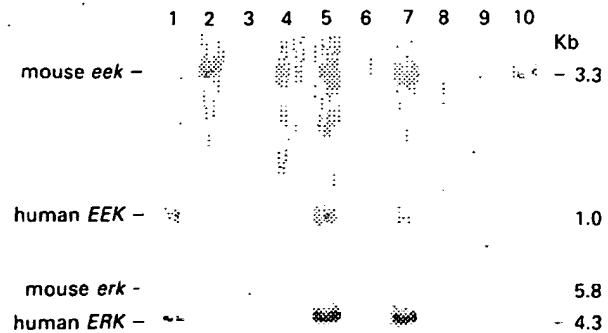 1 2 3 4 5 6 7 8 9 10
Kb
mouse eek – – 3.3
human EEK – 1.0
mouse erk - 5.8
human ERK – – 4.3